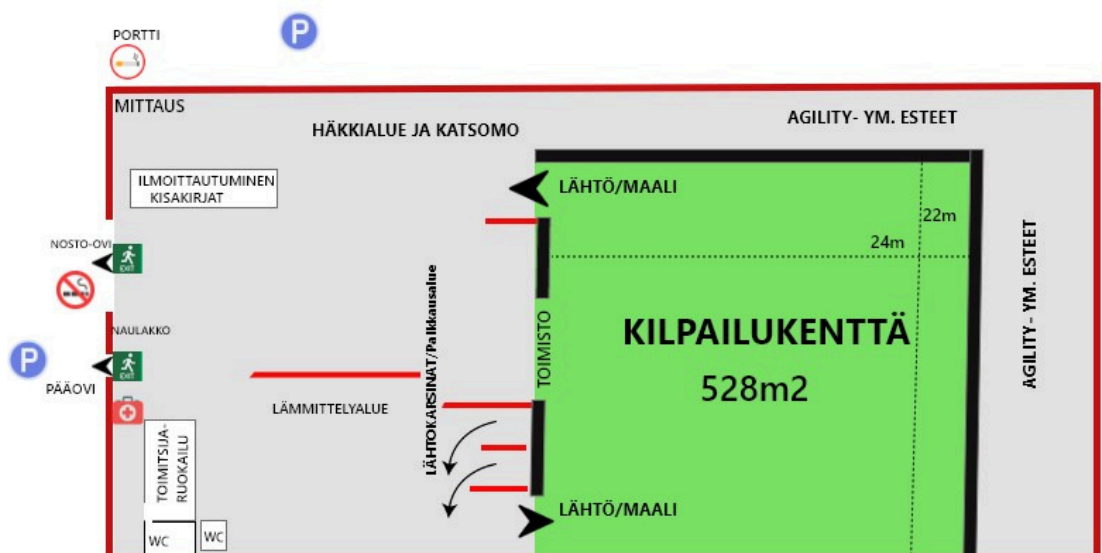 PORTTI
P
MITTAUS
HÄKKIALUE JA KATSOMO
AGILITY- YM. ESTEET
ILMOITTAUTUMINEN
KISAKIRJAT
LÄHTÖ/MAALI
22m
24m
NOSTO-OVI
EXIT
NAULAKKO
P
EXIT
PÄÄOVI
LÄHTÖKARSINAT/Palkkausalue
TOIMISTO
KILPAILUKENTTÄ
528m2
AGILITY- YM. ESTEET
LÄMMITTELYALUE
TOIMITSIJA-
RUOKAILU
LÄHTÖ/MAALI
WC
WC